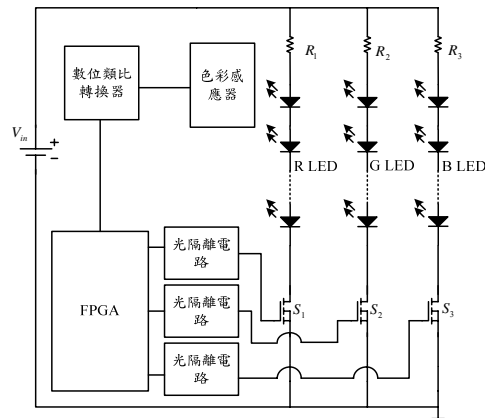 R1
R2
R3
數位類比
轉換器
色彩感
應器
Vin
+
-
R LED
G LED
B LED
光隔離電
路
FPGA
光隔離電
路
光隔離電
路
S1
S2
S3